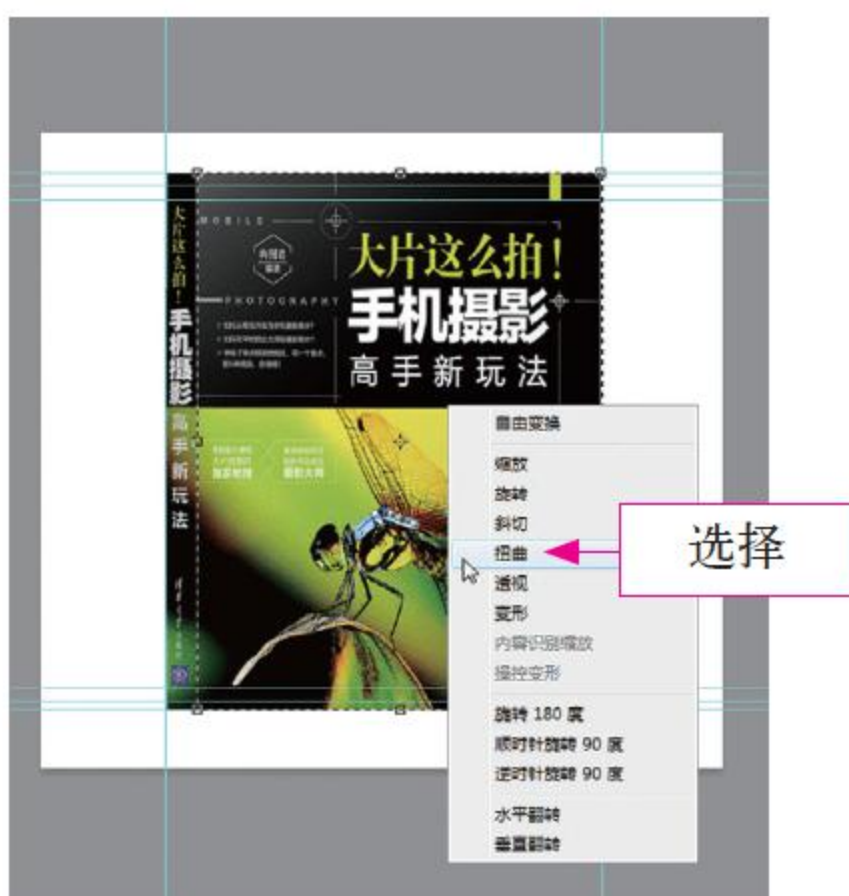 大片这么拍！
手机摄影
高手新玩法
MOBILE
PHOTOGRAPHY
大片这么拍！
手机摄影
高手新玩法
自由变换
缩放
旋转
斜切
扭曲
透视
变形
内容识别缩放
操控变形
旋转 180 度
顺时针旋转 90 度
逆时针旋转 90 度
水平翻转
垂直翻转
选择